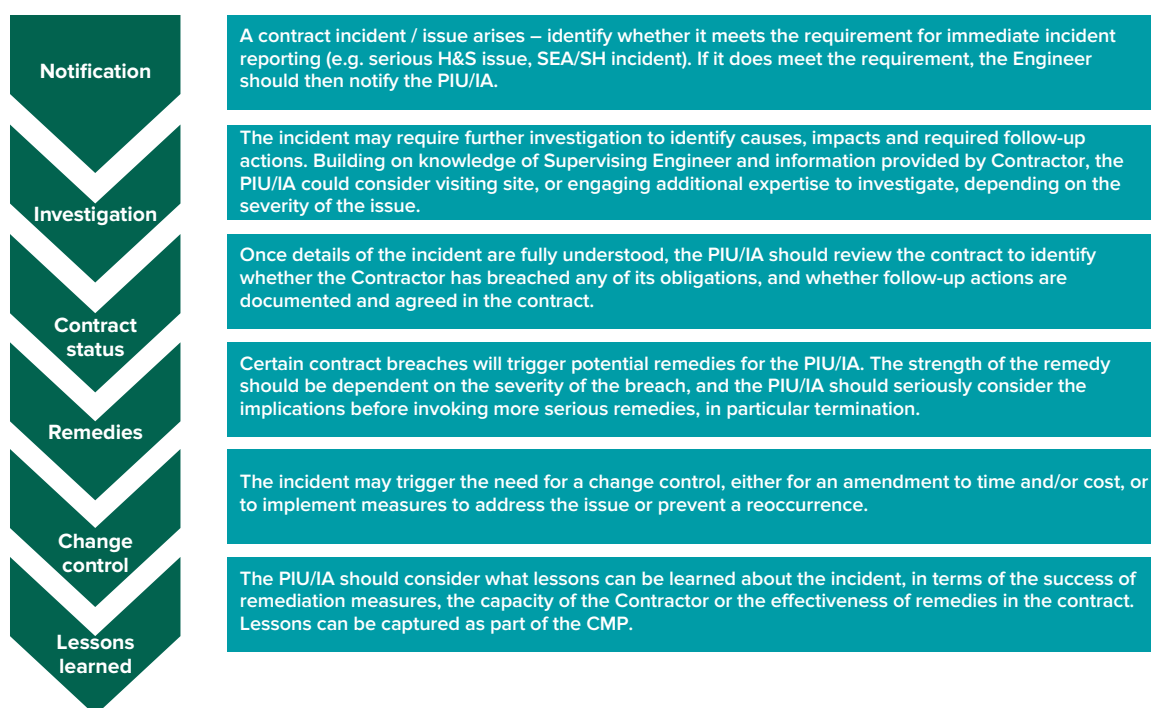 Notification
A contract incident / issue arises – identify whether it meets the requirement for immediate incident
reporting (e.g. serious H&S issue, SEA/SH incident). If it does meet the requirement, the Engineer
should then notify the PIU/IA.
Investigation
The incident may require further investigation to identify causes, impacts and required follow-up
actions. Building on knowledge of Supervising Engineer and information provided by Contractor, the
PIU/IA could consider visiting site, or engaging additional expertise to investigate, depending on the
severity of the issue.
Contract
status
Once details of the incident are fully understood, the PIU/IA should review the contract to identify
whether the Contractor has breached any of its obligations, and whether follow-up actions are
documented and agreed in the contract.
Remedies
Certain contract breaches will trigger potential remedies for the PIU/IA. The strength of the remedy
should be dependent on the severity of the breach, and the PIU/IA should seriously consider the
implications before invoking more serious remedies, in particular termination.
Change
control
The incident may trigger the need for a change control, either for an amendment to time and/or cost, or
to implement measures to address the issue or prevent a reoccurrence.
Lessons
learned
The PIU/IA should consider what lessons can be learned about the incident, in terms of the success of
remediation measures, the capacity of the Contractor or the effectiveness of remedies in the contract.
Lessons can be captured as part of the CMP.